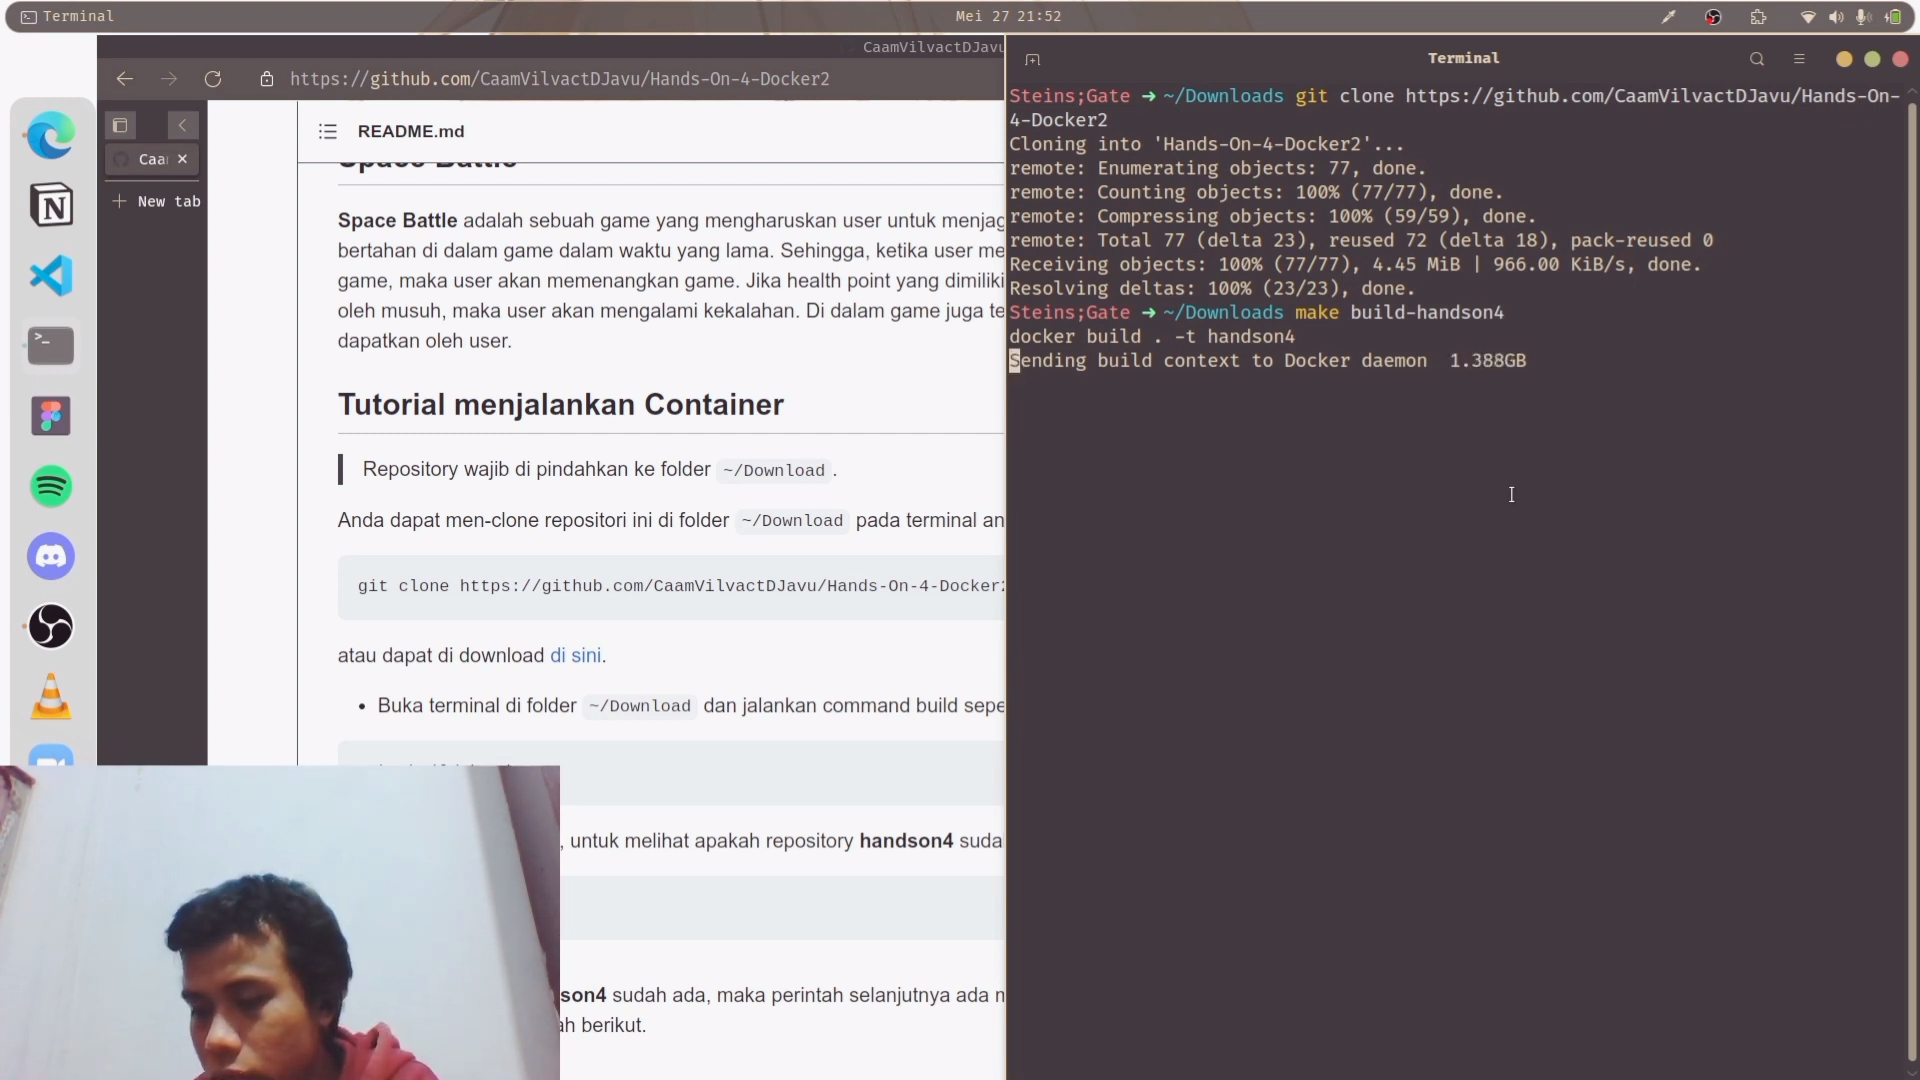 Terminal
Mei 27 21:52
CaamVilvactDJavu
https://github.com/CaamVilvactDJavu/Hands-On-4-Docker2
Caa
New tab
README.md
Space Battle
Space Battle adalah sebuah game yang mengharuskan user untuk menjag
bertahan di dalam game dalam waktu yang lama. Sehingga, ketika user me
game, maka user akan memenangkan game. Jika health point yang dimiliki
oleh musuh, maka user akan mengalami kekalahan. Di dalam game juga te
dapatkan oleh user.
Tutorial menjalankan Container
Repository wajib di pindahkan ke folder ~/Download.
Anda dapat men-clone repositori ini di folder ~/Download pada terminal an
git clone https://github.com/CaamVilvactDJavu/Hands-On-4-Docker2
atau dapat di download di sini.
• Buka terminal di folder ~/Download dan jalankan command build sepe
, untuk melihat apakah repository handson4 suda
son4 sudah ada, maka perintah selanjutnya ada
ah berikut.
Terminal
Steins;Gate ➜ ~/Downloads git clone https://github.com/CaamVilvactDJavu/Hands-On-
4-Docker2
Cloning into 'Hands-On-4-Docker2'...
remote: Enumerating objects: 77, done.
remote: Counting objects: 100% (77/77), done.
remote: Compressing objects: 100% (59/59), done.
remote: Total 77 (delta 23), reused 72 (delta 18), pack-reused 0
Receiving objects: 100% (77/77), 4.45 MiB | 966.00 KiB/s, done.
Resolving deltas: 100% (23/23), done.
Steins;Gate ➜ ~/Downloads make build-handson4
docker build . -t handson4
Sending build context to Docker daemon  1.388GB